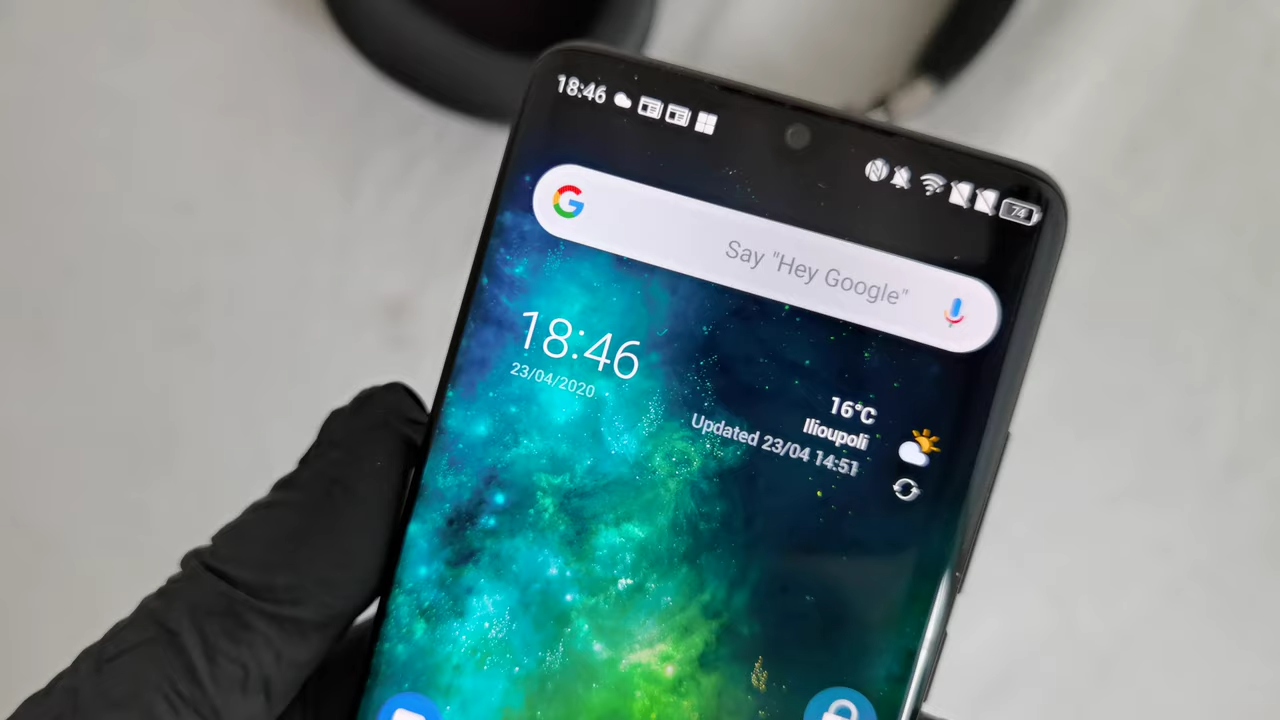 18:46
74
G
Say "Hey Google"
18:46
23/04/2020
16°C
Ilioupoli
Updated 23/04 14:51